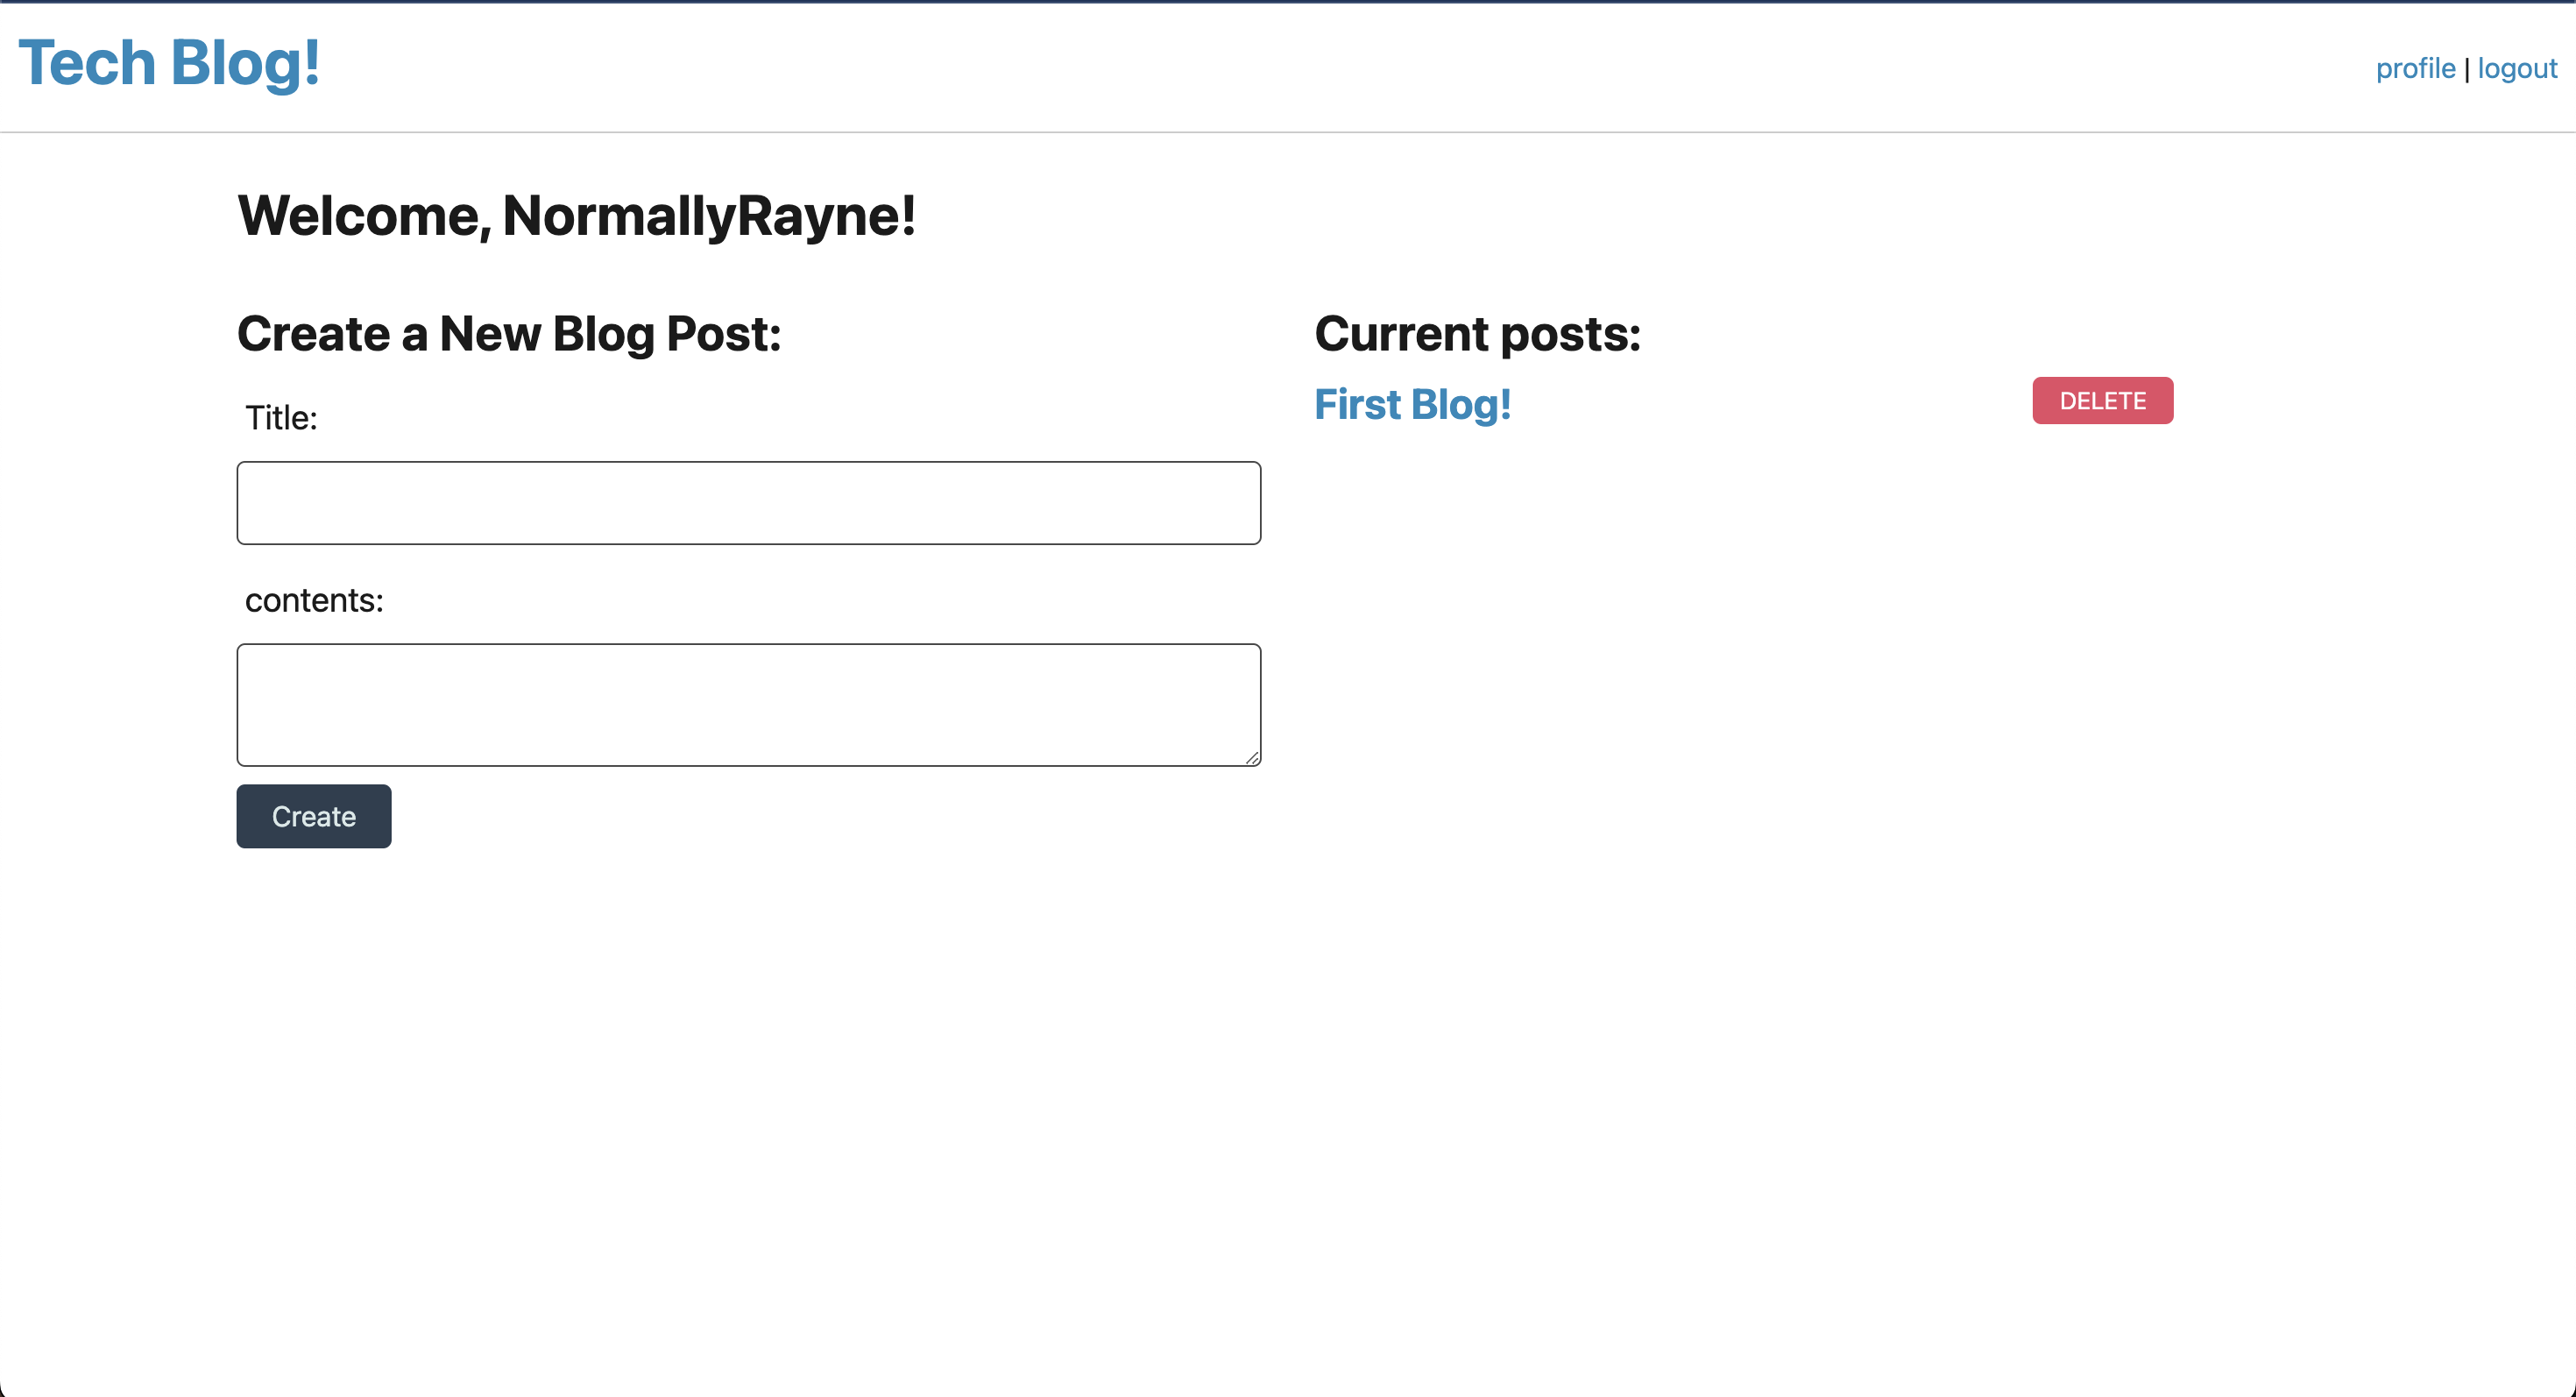 Tech Blog!
profile | logout
Welcome, NormallyRayne!
Create a New Blog Post:
Title:
contents:
Create
Current posts:
First Blog!
DELETE